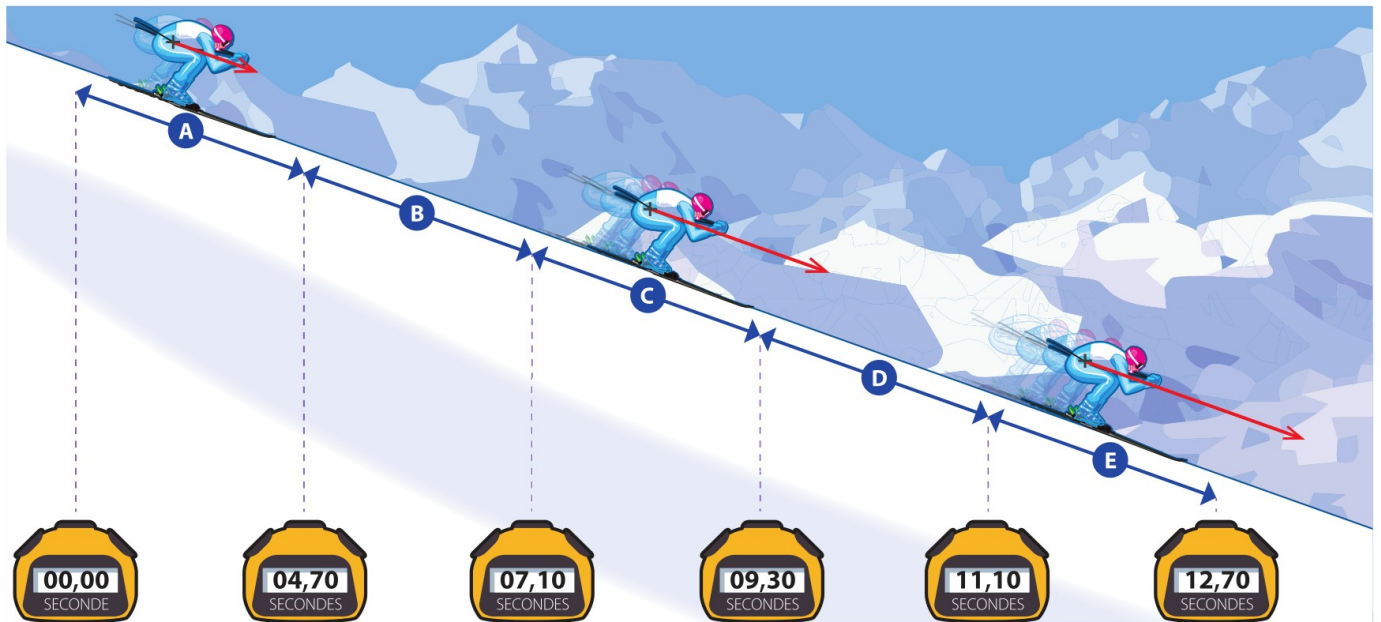 A
B
C
D
E
00,00
SECONDE
04,70
SECONDES
07,10
SECONDES
09,30
SECONDES
11,10
SECONDES
12,70
SECONDES